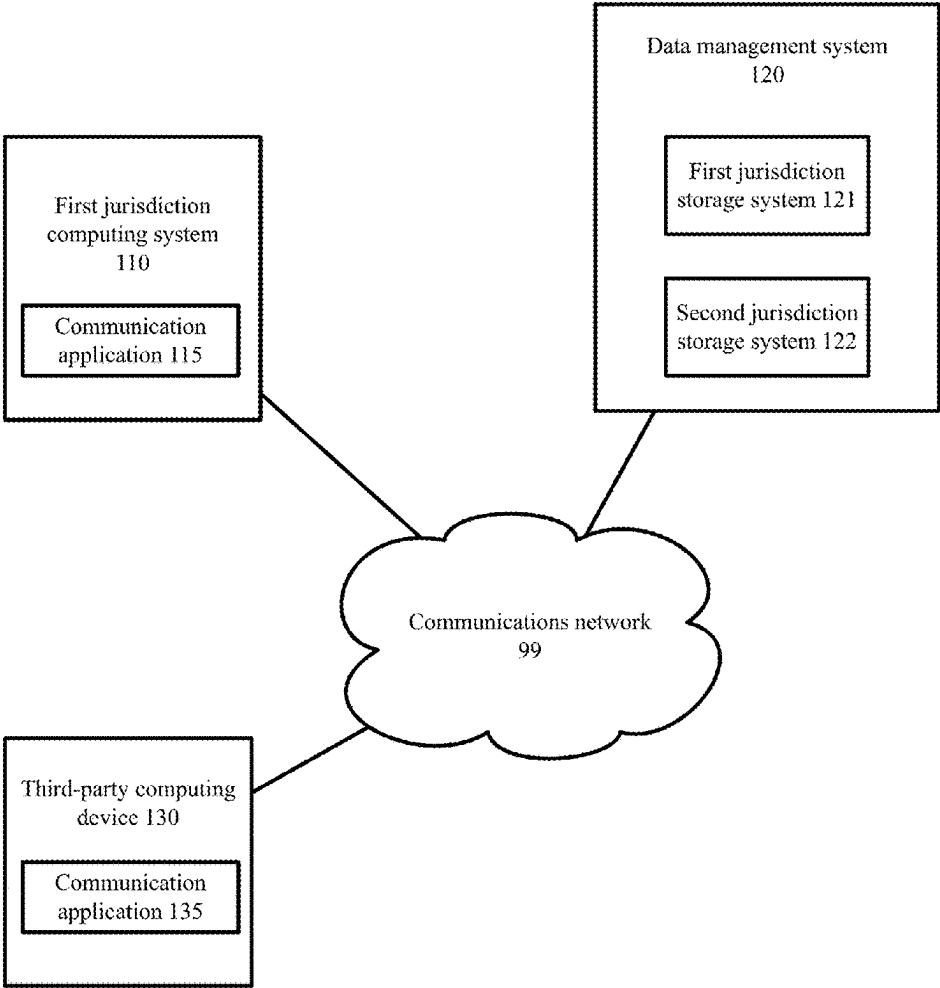 Data management system
120
First jurisdiction
storage system 121
Second jurisdiction
storage system 122
First jurisdiction
computing system
110
Communication
application 115
Communications network
99
Third-party computing
device 130
Communication
application 135